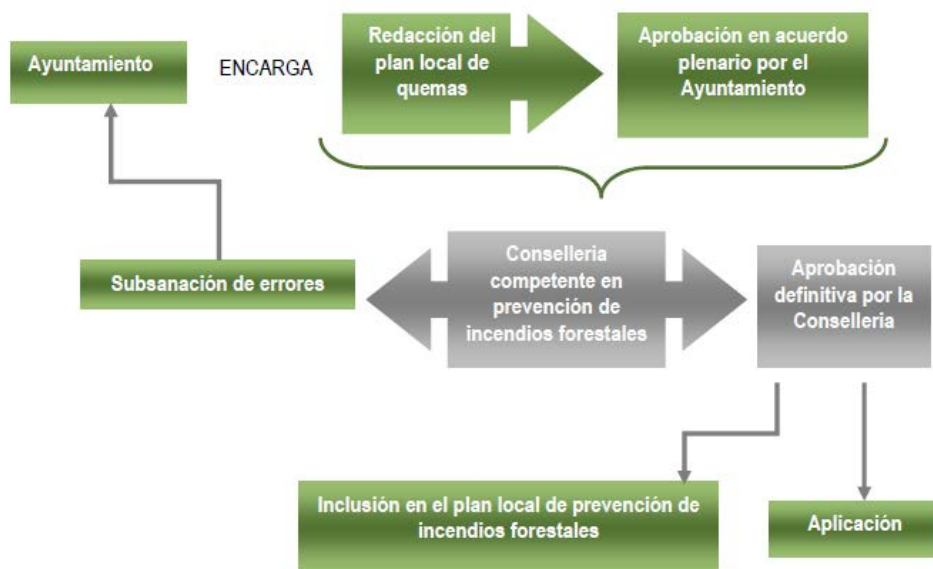 Ayuntamiento
ENCARGA
Redacción del
plan local de
quemas
Aprobación en acuerdo
plenario por el
Ayuntamiento
Subsanación de errores
Conselleria
competente en
prevención de
incendios forestales
Aprobación
definitiva por la
Conselleria
Inclusión en el plan local de prevención de
incendios forestales
Aplicación